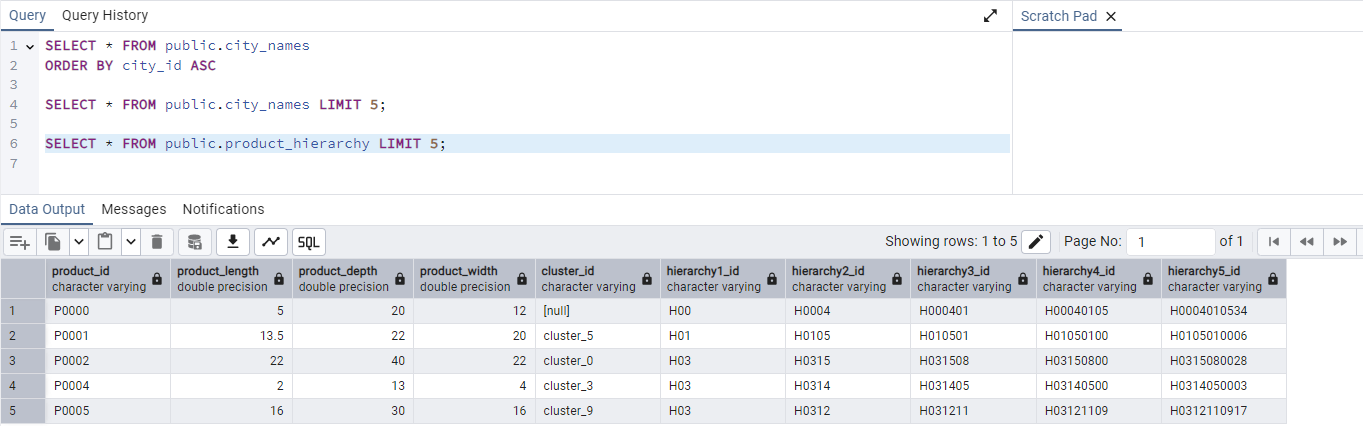 Query Query History Scratch Pad
1 SELECT * FROM public.city_names
2 ORDER BY city_id ASC
3
4 SELECT * FROM public.city_names LIMIT 5;
5
6 SELECT * FROM public.product_hierarchy LIMIT 5;
7
Data Output Messages Notifications
SQL Showing rows: 1 to 5 Page No: 1 of 1
product_id product_length product_depth product_width cluster_id hierarchy1_id hierarchy2_id hierarchy3_id hierarchy4_id hierarchy5_id
character varying double precision double precision double precision character varying character varying character varying character varying character varying character varying
1 P0000 5 20 12 [null] H00 H0004 H000401 H00040105 H0004010534
2 P0001 13.5 22 20 cluster_5 H01 H0105 H010501 H01050100 H0105010006
3 P0002 22 40 22 cluster_0 H03 H0315 H031508 H03150800 H0315080028
4 P0004 2 13 4 cluster_3 H03 H0314 H031405 H03140500 H0314050003
5 P0005 16 30 16 cluster_9 H03 H0312 H031211 H03121109 H0312110917